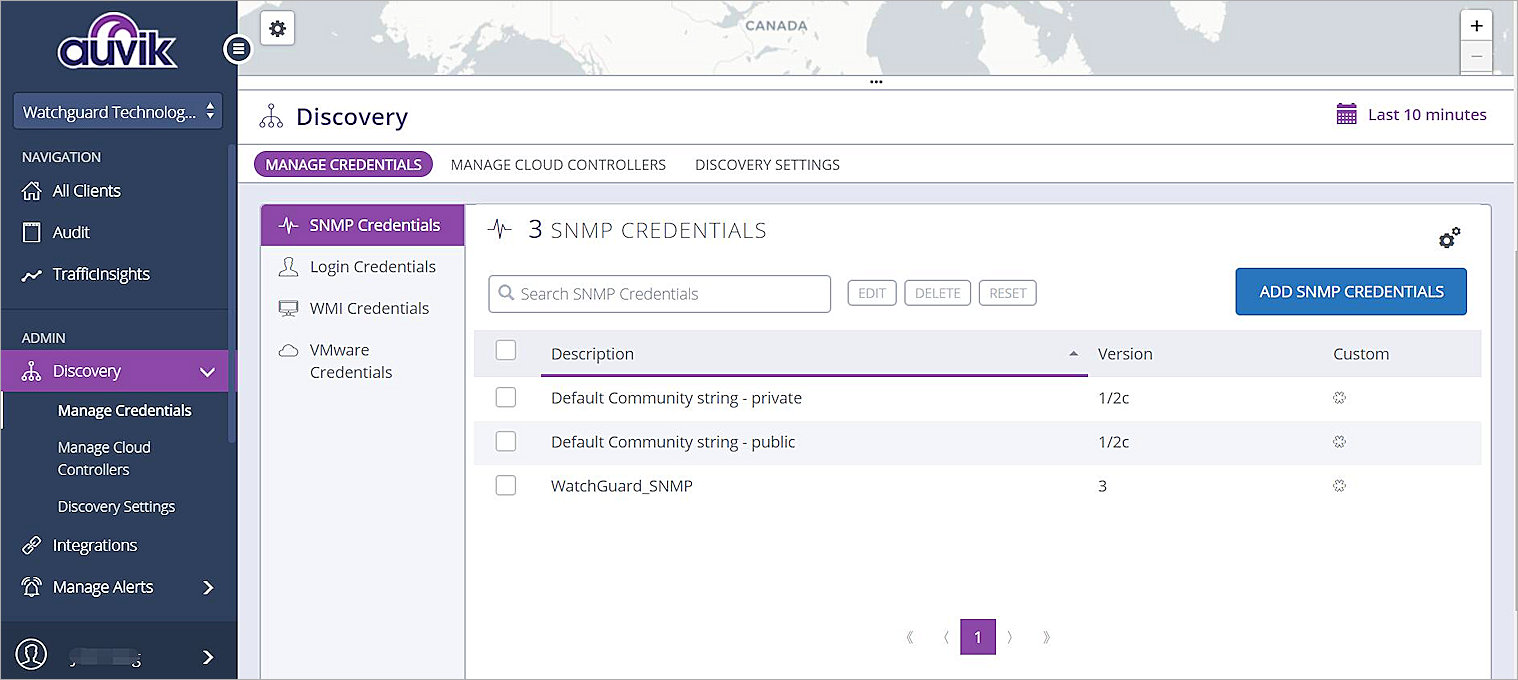 auvik
Watchguard Technolog...
NAVIGATION
All Clients
Audit
TrafficInsights
ADMIN
Discovery
Manage Credentials
Manage Cloud
Controllers
Discovery Settings
Integrations
Manage Alerts
CANADA
+
−
...
Discovery
Last 10 minutes
MANAGE CREDENTIALS MANAGE CLOUD CONTROLLERS DISCOVERY SETTINGS
SNMP Credentials
Login Credentials
WMI Credentials
VMware
Credentials
3 SNMP CREDENTIALS
Search SNMP Credentials EDIT DELETE RESET ADD SNMP CREDENTIALS
Description Version Custom
Default Community string - private 1/2c
Default Community string - public 1/2c
WatchGuard_SNMP 3
《 〈 1 〉 》